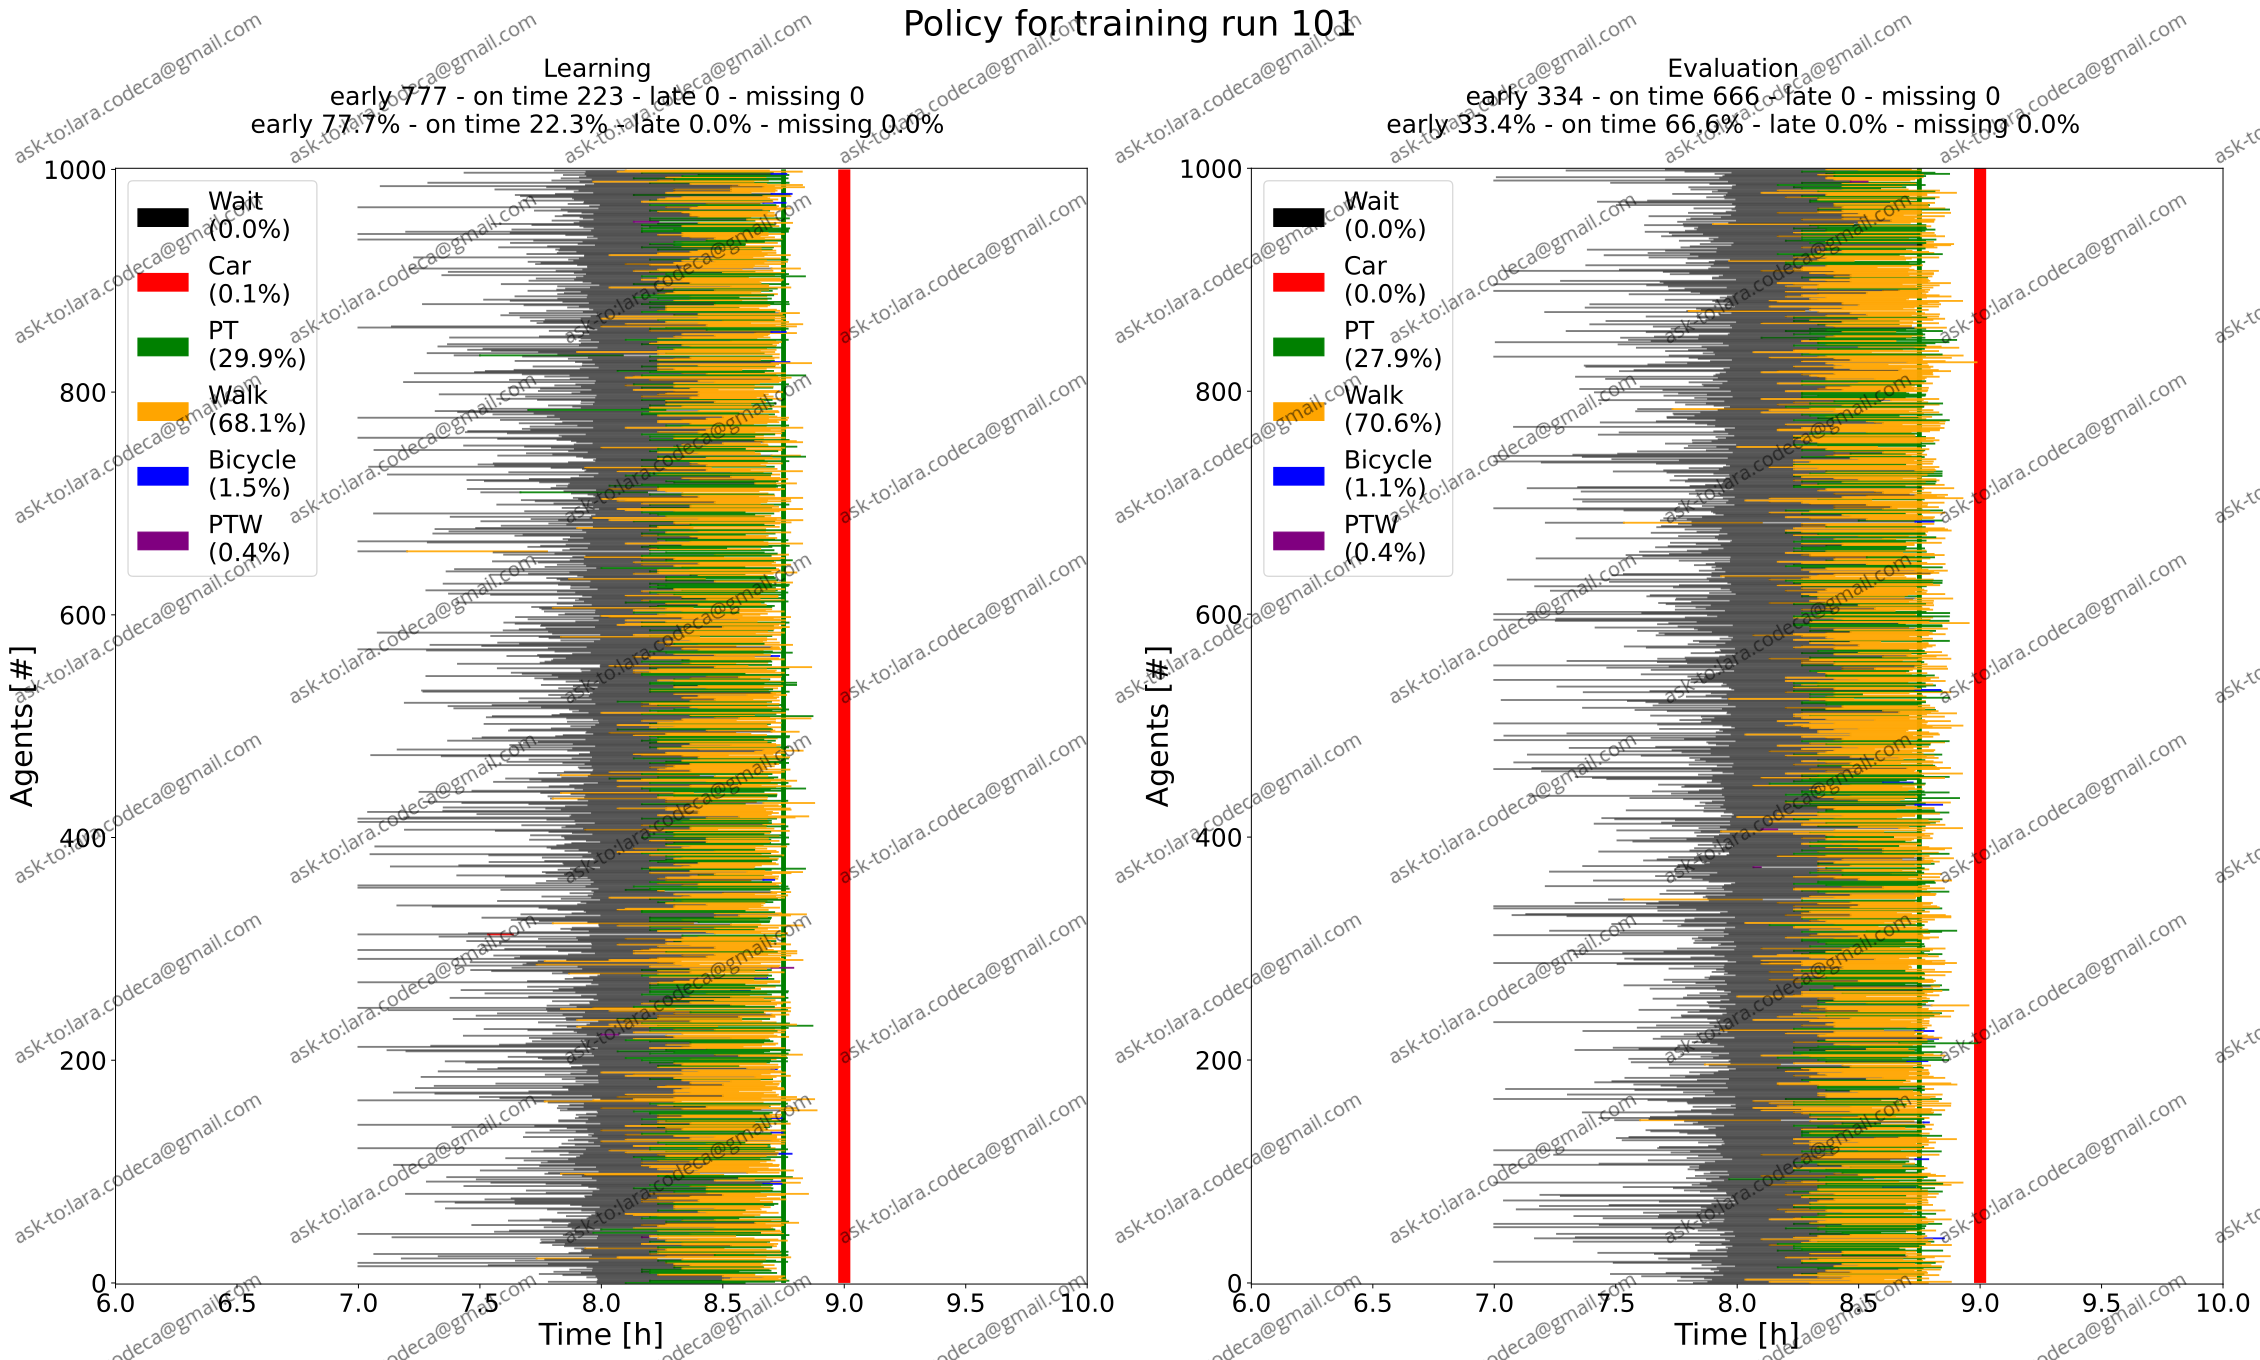 Policy for training run 101
Learning
early 777 - on time 223 - late 0 - missing 0
early 77.7% - on time 22.3% - late 0.0% - missing 0.0%
Agents [#]
1000
800
600
400
200
0
Wait
(0.0%)
Car
(0.1%)
PT
(29.9%)
Walk
(68.1%)
Bicycle
(1.5%)
PTW
(0.4%)
6.0 6.5 7.0 7.5 8.0 8.5 9.0 9.5 10.0
Time [h]
Evaluation
early 334 - on time 666 - late 0 - missing 0
early 33.4% - on time 66.6% - late 0.0% - missing 0.0%
Agents [#]
1000
800
600
400
200
0
Wait
(0.0%)
Car
(0.0%)
PT
(27.9%)
Walk
(70.6%)
Bicycle
(1.1%)
PTW
(0.4%)
6.0 6.5 7.0 7.5 8.0 8.5 9.0 9.5 10.0
Time [h]
ask-to:lara.codeca@gmail.com